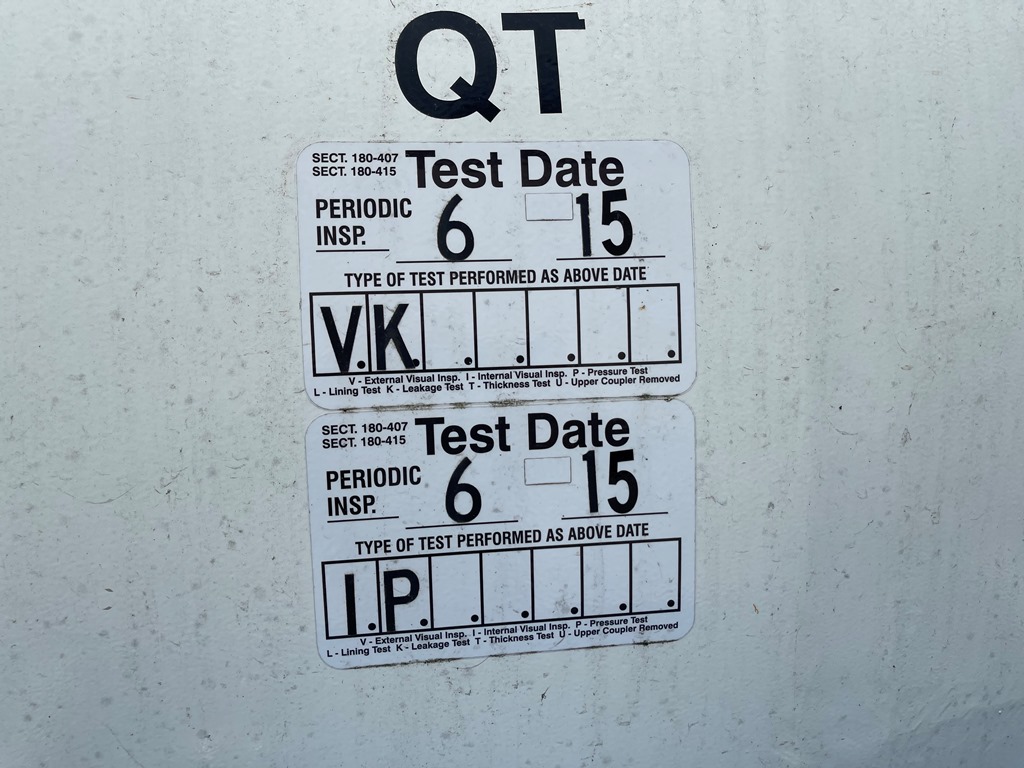 QT
SECT. 180-407
SECT. 180-415
Test Date
PERIODIC
INSP.
6 15
TYPE OF TEST PERFORMED AS ABOVE DATE
V. K. . . . . .
V - External Visual Insp. I - Internal Visual Insp. P - Pressure Test
L - Lining Test K - Leakage Test T - Thickness Test U - Upper Coupler Removed
SECT. 180-407
SECT. 180-415
Test Date
PERIODIC
INSP.
6 15
TYPE OF TEST PERFORMED AS ABOVE DATE
I. P. . . . . .
V - External Visual Insp. I - Internal Visual Insp. P - Pressure Test
L - Lining Test K - Leakage Test T - Thickness Test U - Upper Coupler Removed